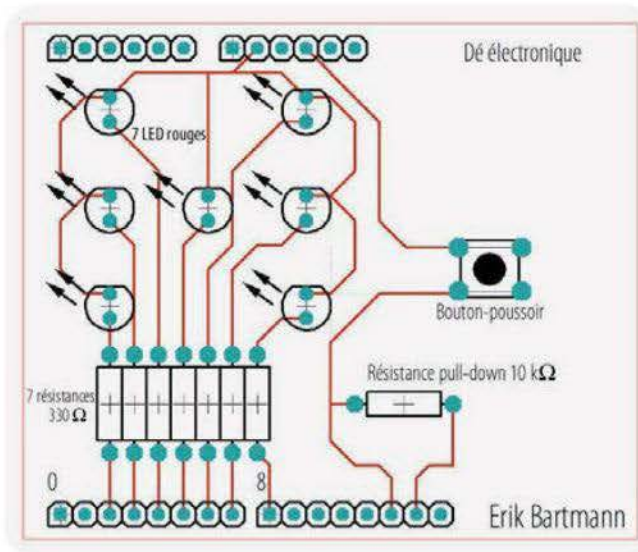 Dé électronique
7 LED rouges
Bouton-poussoir
Résistance pull-down 10 kΩ
7 résistances
330 Ω
0
8
Erik Bartmann